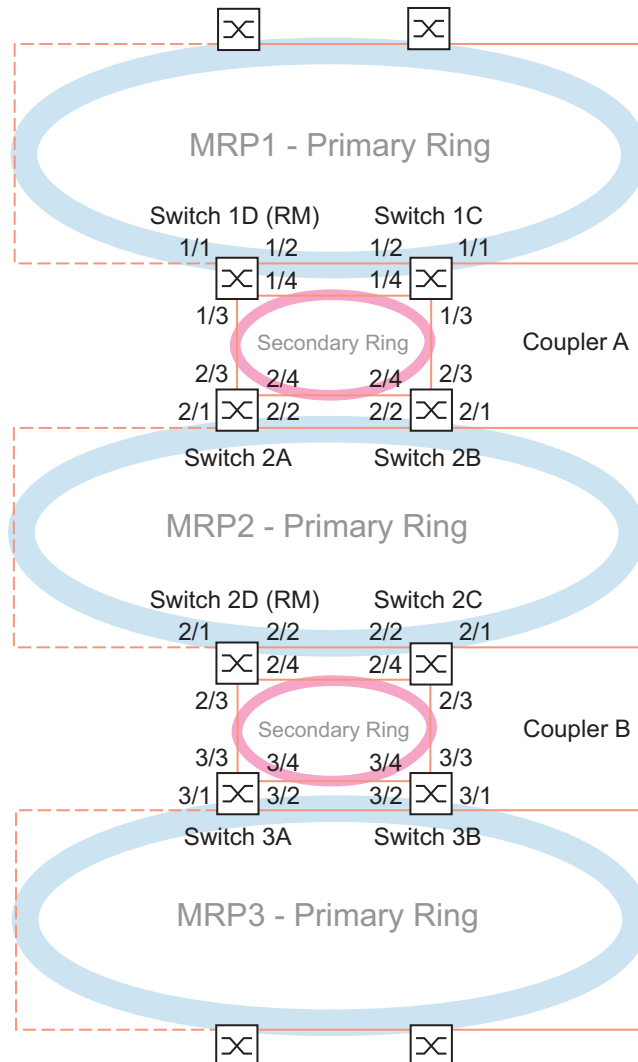 MRP1 - Primary Ring
Switch 1D (RM) Switch 1C
1/1 1/2 1/2 1/1
1/4 1/4
1/3 1/3
Secondary Ring Coupler A
2/3 2/4 2/4 2/3
2/1 2/2 2/2 2/1
Switch 2A Switch 2B
MRP2 - Primary Ring
Switch 2D (RM) Switch 2C
2/1 2/2 2/2 2/1
2/4 2/4
2/3 2/3
Secondary Ring Coupler B
3/3 3/4 3/4 3/3
3/1 3/2 3/2 3/1
Switch 3A Switch 3B
MRP3 - Primary Ring